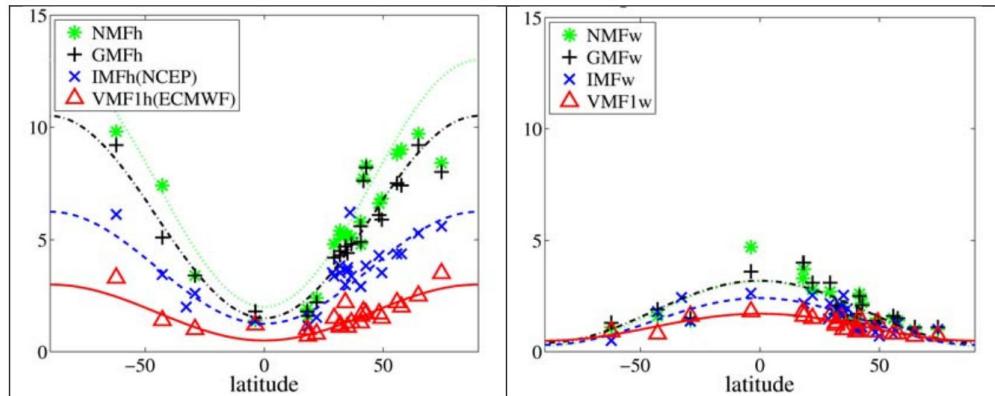 15
10
5
0
NMFh
GMFh
IMFh(NCEP)
VMF1h(ECMWF)
−50 0 50
latitude
15
10
5
0
NMFw
GMFw
IMFw
VMF1w
−50 0 50
latitude